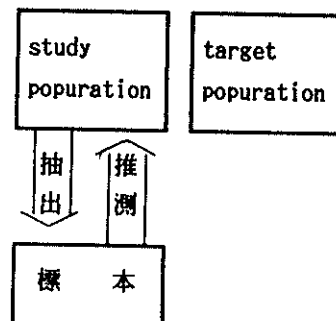 study
popuration
target
popuration
抽出
推測
標本